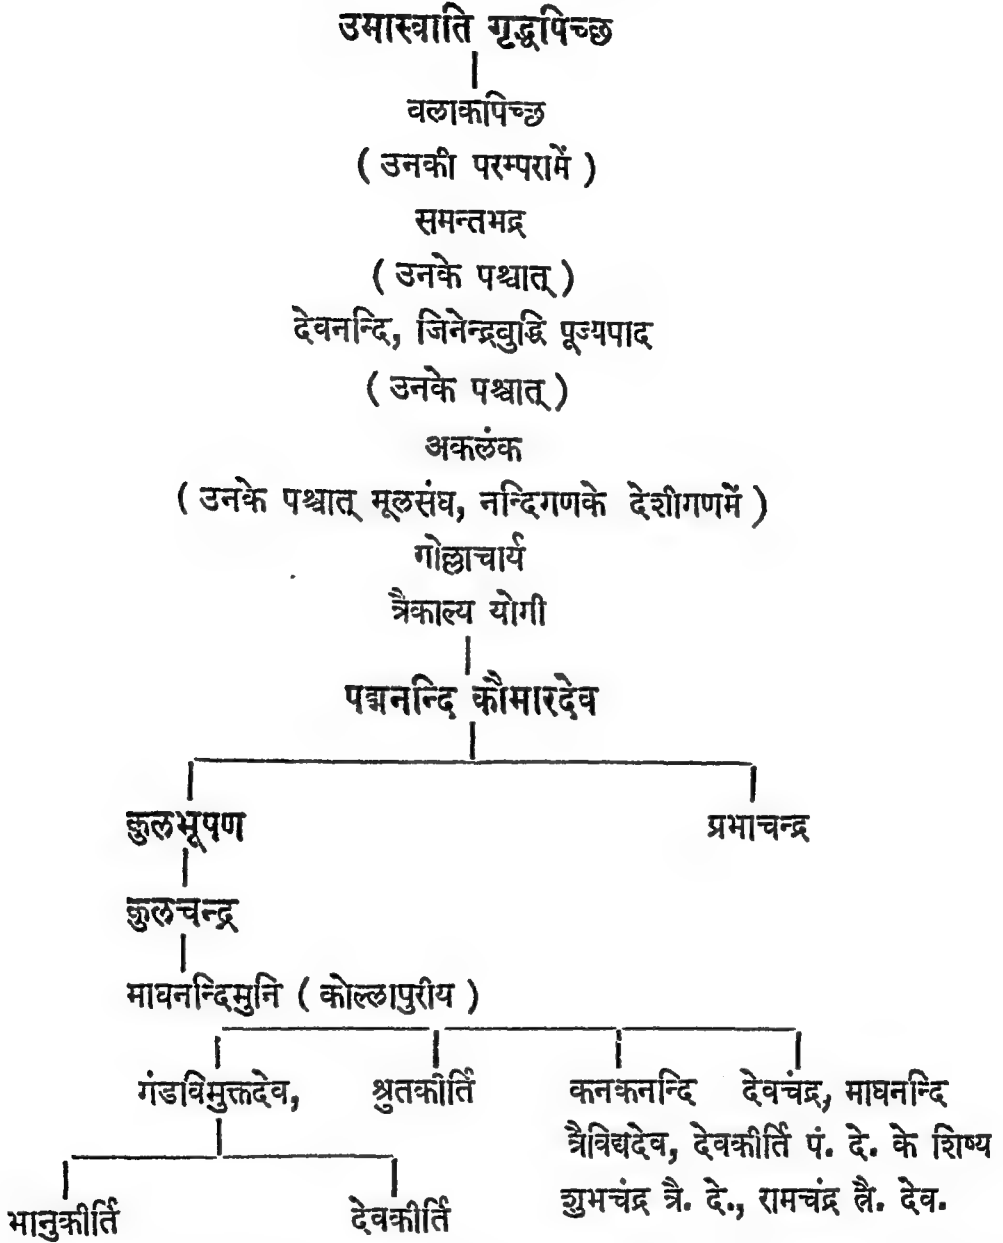 उमास्वाति गृद्धपिच्छ
वलाकपिच्छ
( उनकी परम्परामें )
समन्तभद्र
( उनके पश्चात् )
देवनन्दि, जिनेन्द्रवुद्धि पूज्यपाद
( उनके पश्चात् )
अकलंक
( उनके पश्चात् मूलसंघ, नन्दिगणके देशीगणमें )
गोल्लाचार्य
त्रैकाल्य योगी
पद्मनन्दि कौमारदेव
कुलभूषण प्रभाचन्द्र
कुलचन्द्र
माघनन्दिमुनि ( कोल्लापुरीय )
गंडविमुक्तदेव, श्रुतकीर्ति कनकनन्दि देवचंद्र, माघनन्दि
त्रैविद्यदेव, देवकीर्ति पं. दे. के शिष्य
शुभचंद्र त्रै. दे., रामचंद्र त्रै. देव.
भानुकीर्ति देवकीर्ति